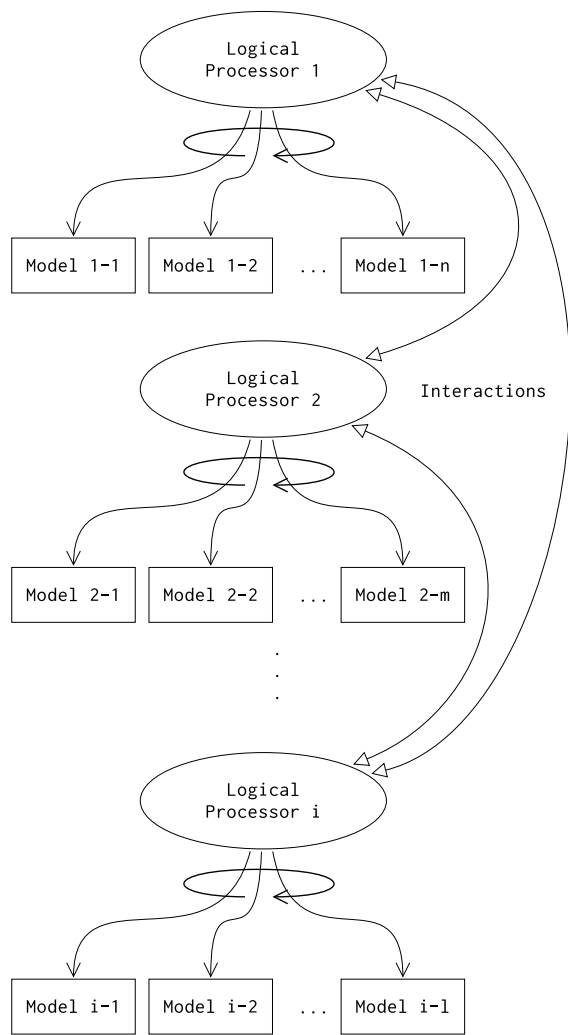 Logical
Processor 1
Model 1-1
Model 1-2
...
Model 1-n
Logical
Processor 2
Interactions
Model 2-1
Model 2-2
...
Model 2-m
.
.
.
Logical
Processor i
Model i-1
Model i-2
...
Model i-l